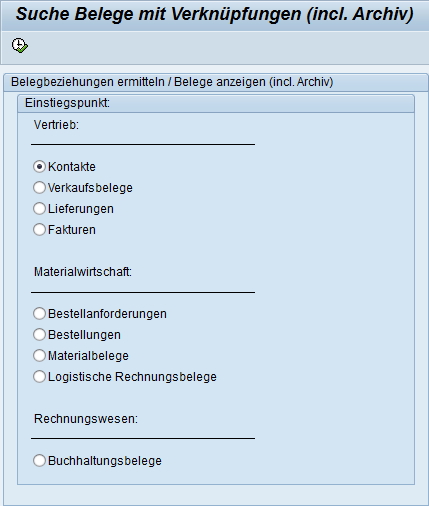 Suche Belege mit Verknüpfungen (incl. Archiv)
Belegbeziehungen ermitteln / Belege anzeigen (incl. Archiv)
Einstiegspunkt:
Vertrieb:
Kontakte
Verkaufsbelege
Lieferungen
Fakturen
Materialwirtschaft:
Bestellanforderungen
Bestellungen
Materialbelege
Logistische Rechnungsbelege
Rechnungswesen:
Buchhaltungsbelege